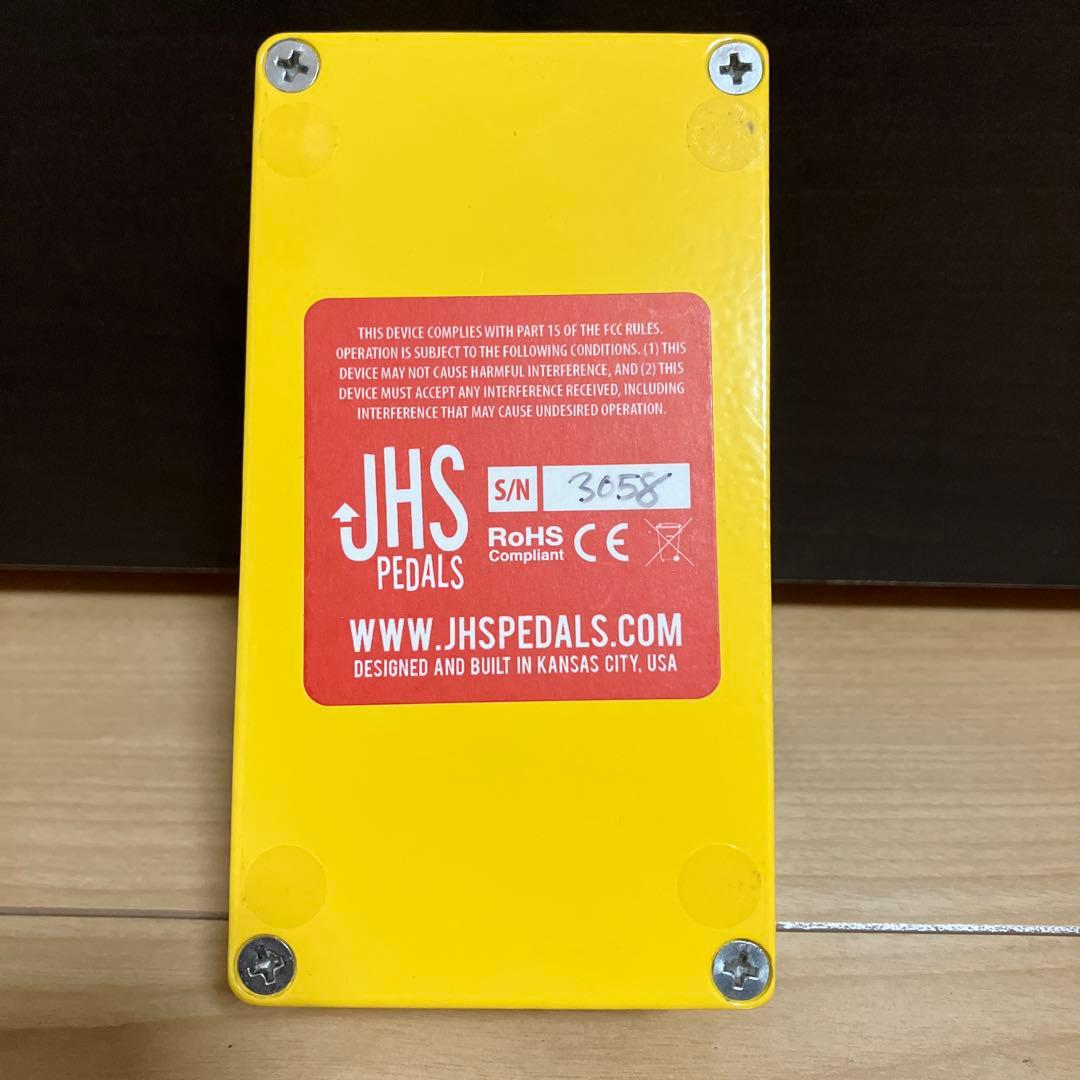 THIS DEVICE COMPLIES WITH PART 15 OF THE FCC RULES.
OPERATION IS SUBJECT TO THE FOLLOWING CONDITIONS. (1) THIS
DEVICE MAY NOT CAUSE HARMFUL INTERFERENCE, AND (2) THIS
DEVICE MUST ACCEPT ANY INTERFERENCE RECEIVED, INCLUDING
INTERFERENCE THAT MAY CAUSE UNDESIRED OPERATION.
JHS
PEDALS
S/N 3058
RoHS
Compliant CE
WWW.JHSPEDALS.COM
DESIGNED AND BUILT IN KANSAS CITY, USA